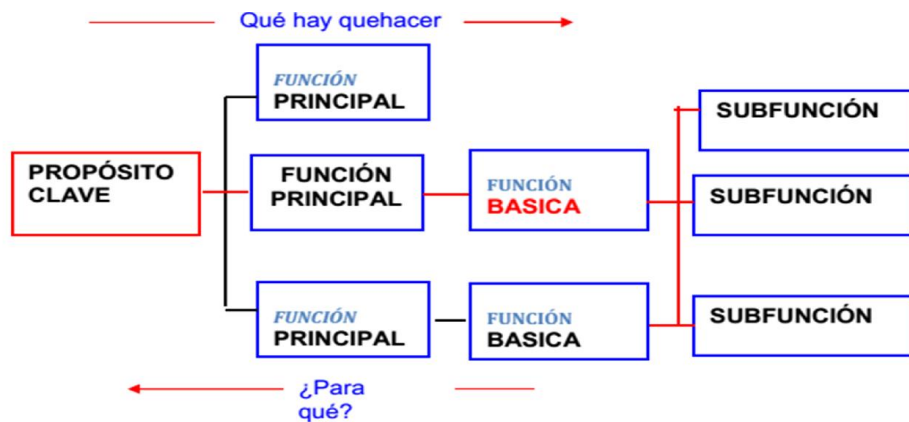 Qué hay quehacer
FUNCIÓN
PRINCIPAL
SUBFUNCIÓN
PROPÓSITO
CLAVE
FUNCIÓN
PRINCIPAL
FUNCIÓN
BASICA
SUBFUNCIÓN
FUNCIÓN
PRINCIPAL
FUNCIÓN
BASICA
SUBFUNCIÓN
¿Para
qué?